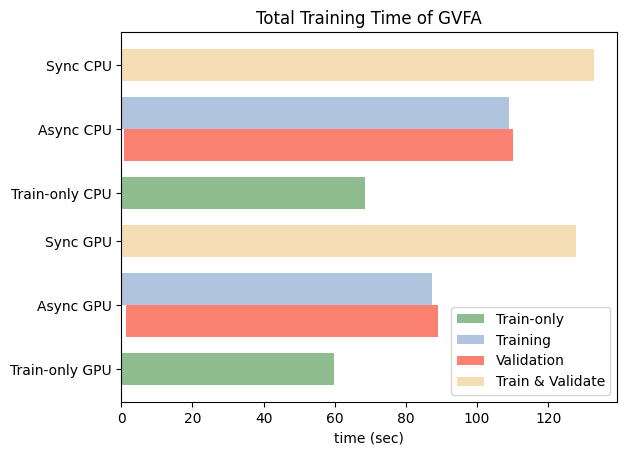 Total Training Time of GVFA
Sync CPU
Async CPU
Train-only CPU
Sync GPU
Async GPU
Train-only GPU
Train-only
Training
Validation
Train & Validate
0 20 40 60 80 100 120
time (sec)